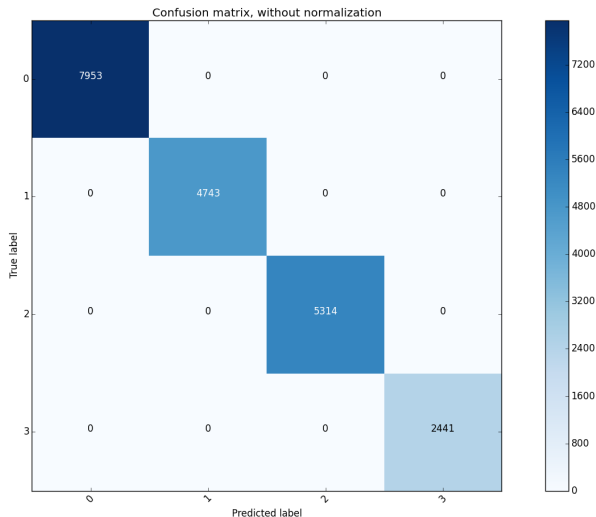 Confusion matrix, without normalization
0 7953 0 0 0
1 0 4743 0 0
2 0 0 5314 0
3 0 0 0 2441
0 1 2 3
True label
Predicted label
7200
6400
5600
4800
4000
3200
2400
1600
800
0